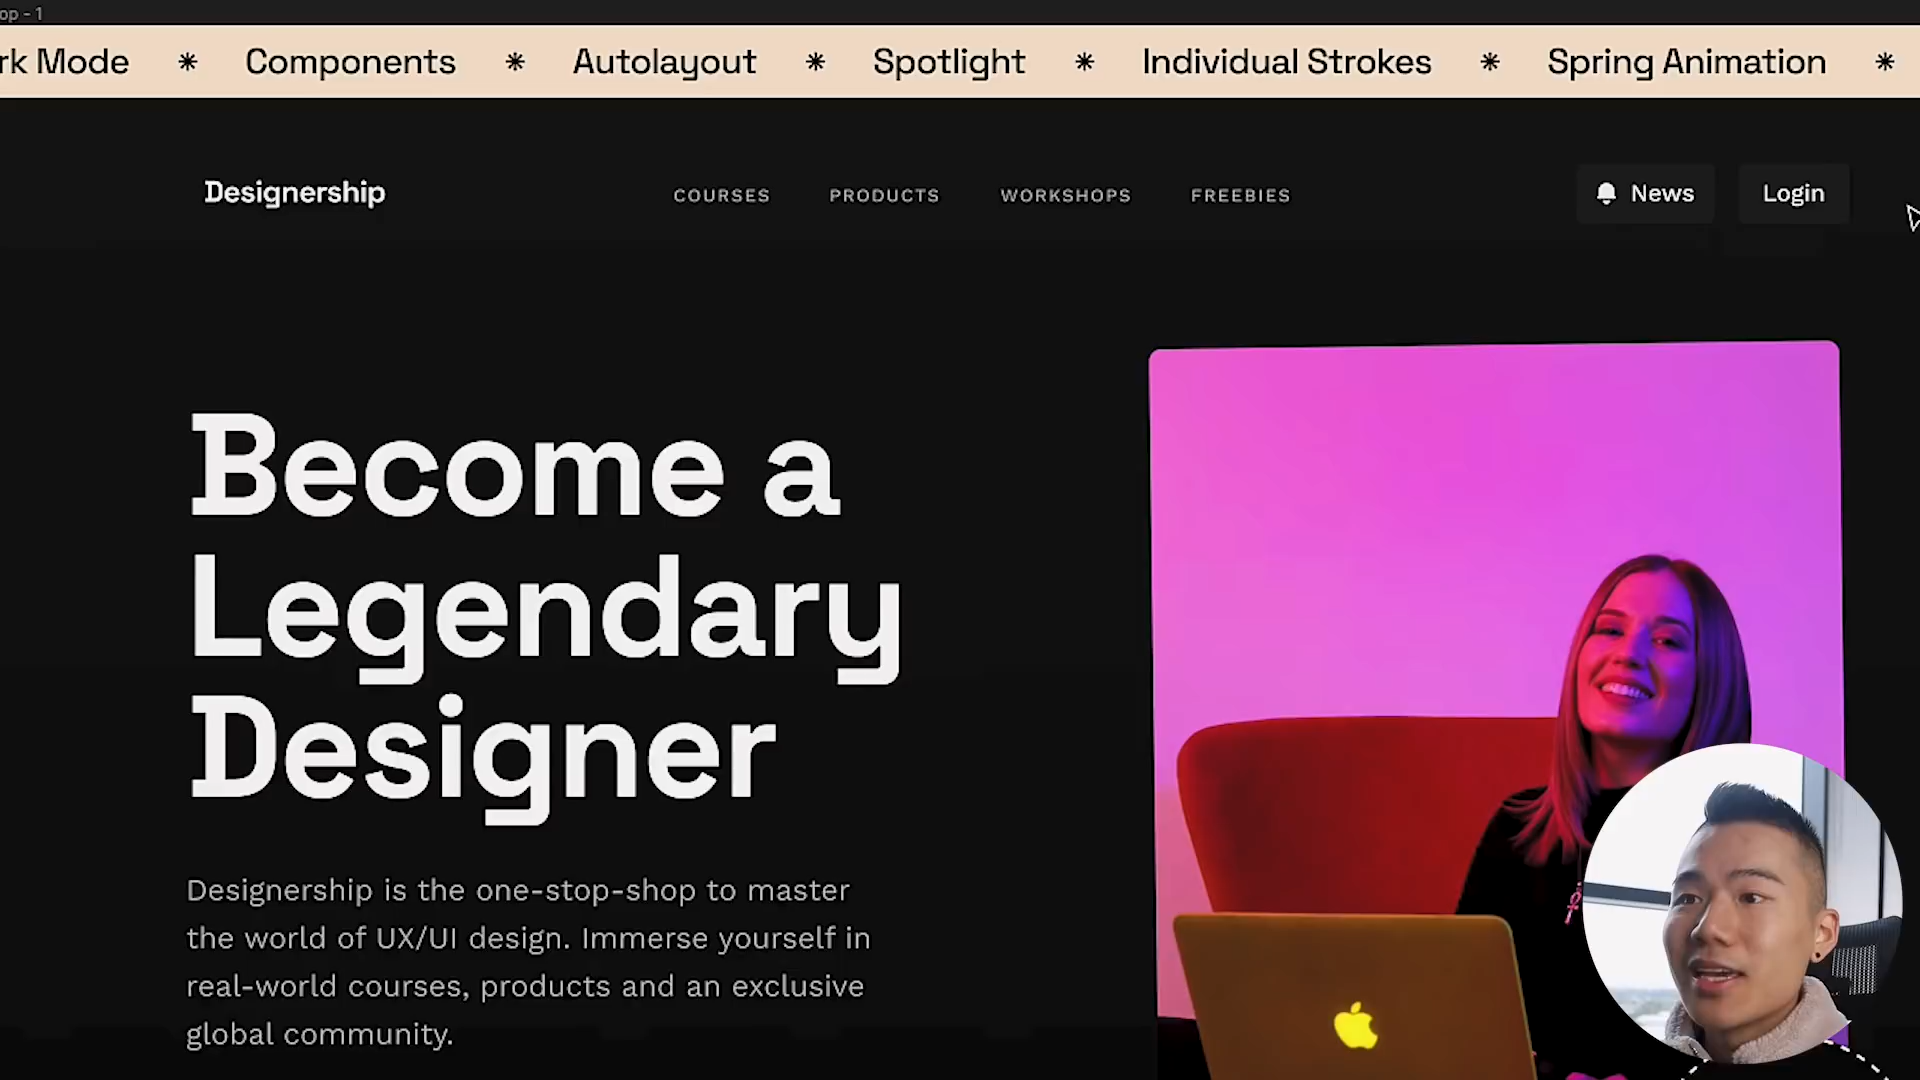 op - 1
rk Mode * Components * Autolayout * Spotlight * Individual Strokes * Spring Animation *
Designership
COURSES PRODUCTS WORKSHOPS FREEBIES
News Login
Become a
Legendary
Designer
Designership is the one-stop-shop to master
the world of UX/UI design. Immerse yourself in
real-world courses, products and an exclusive
global community.